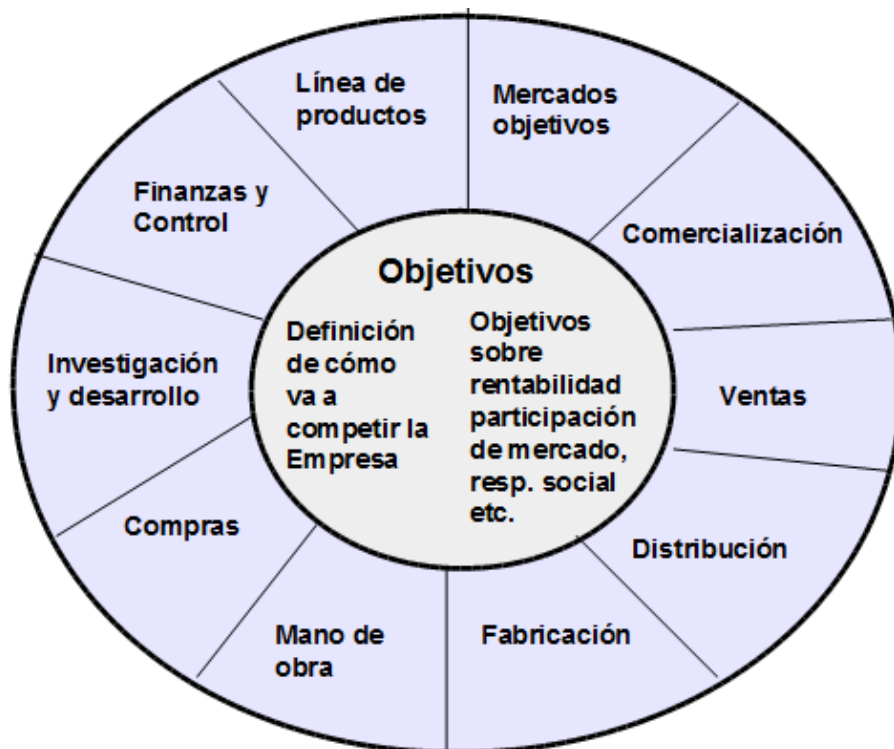 Línea de
productos
Mercados
objetivos
Finanzas y
Control
Comercialización
Objetivos
Definición
de cómo
va a
competir la
Empresa
Objetivos
sobre
rentabilidad
participación
de mercado,
resp. social
etc.
Investigación
y desarrollo
Ventas
Compras
Distribución
Mano de
obra
Fabricación